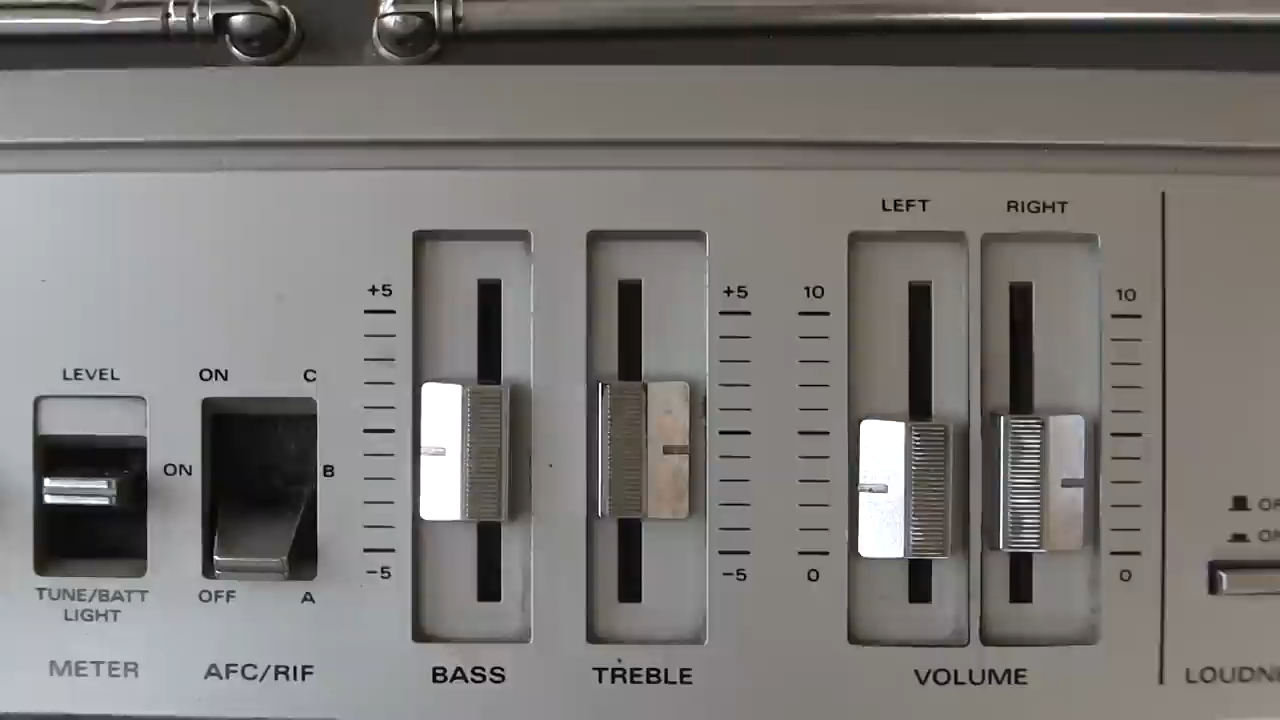 LEFT RIGHT
+5 +5 10 10
LEVEL ON C
ON B
-5 -5 0 0
TUNE/BATT OFF A
LIGHT
METER AFC/RIF BASS TREBLE VOLUME